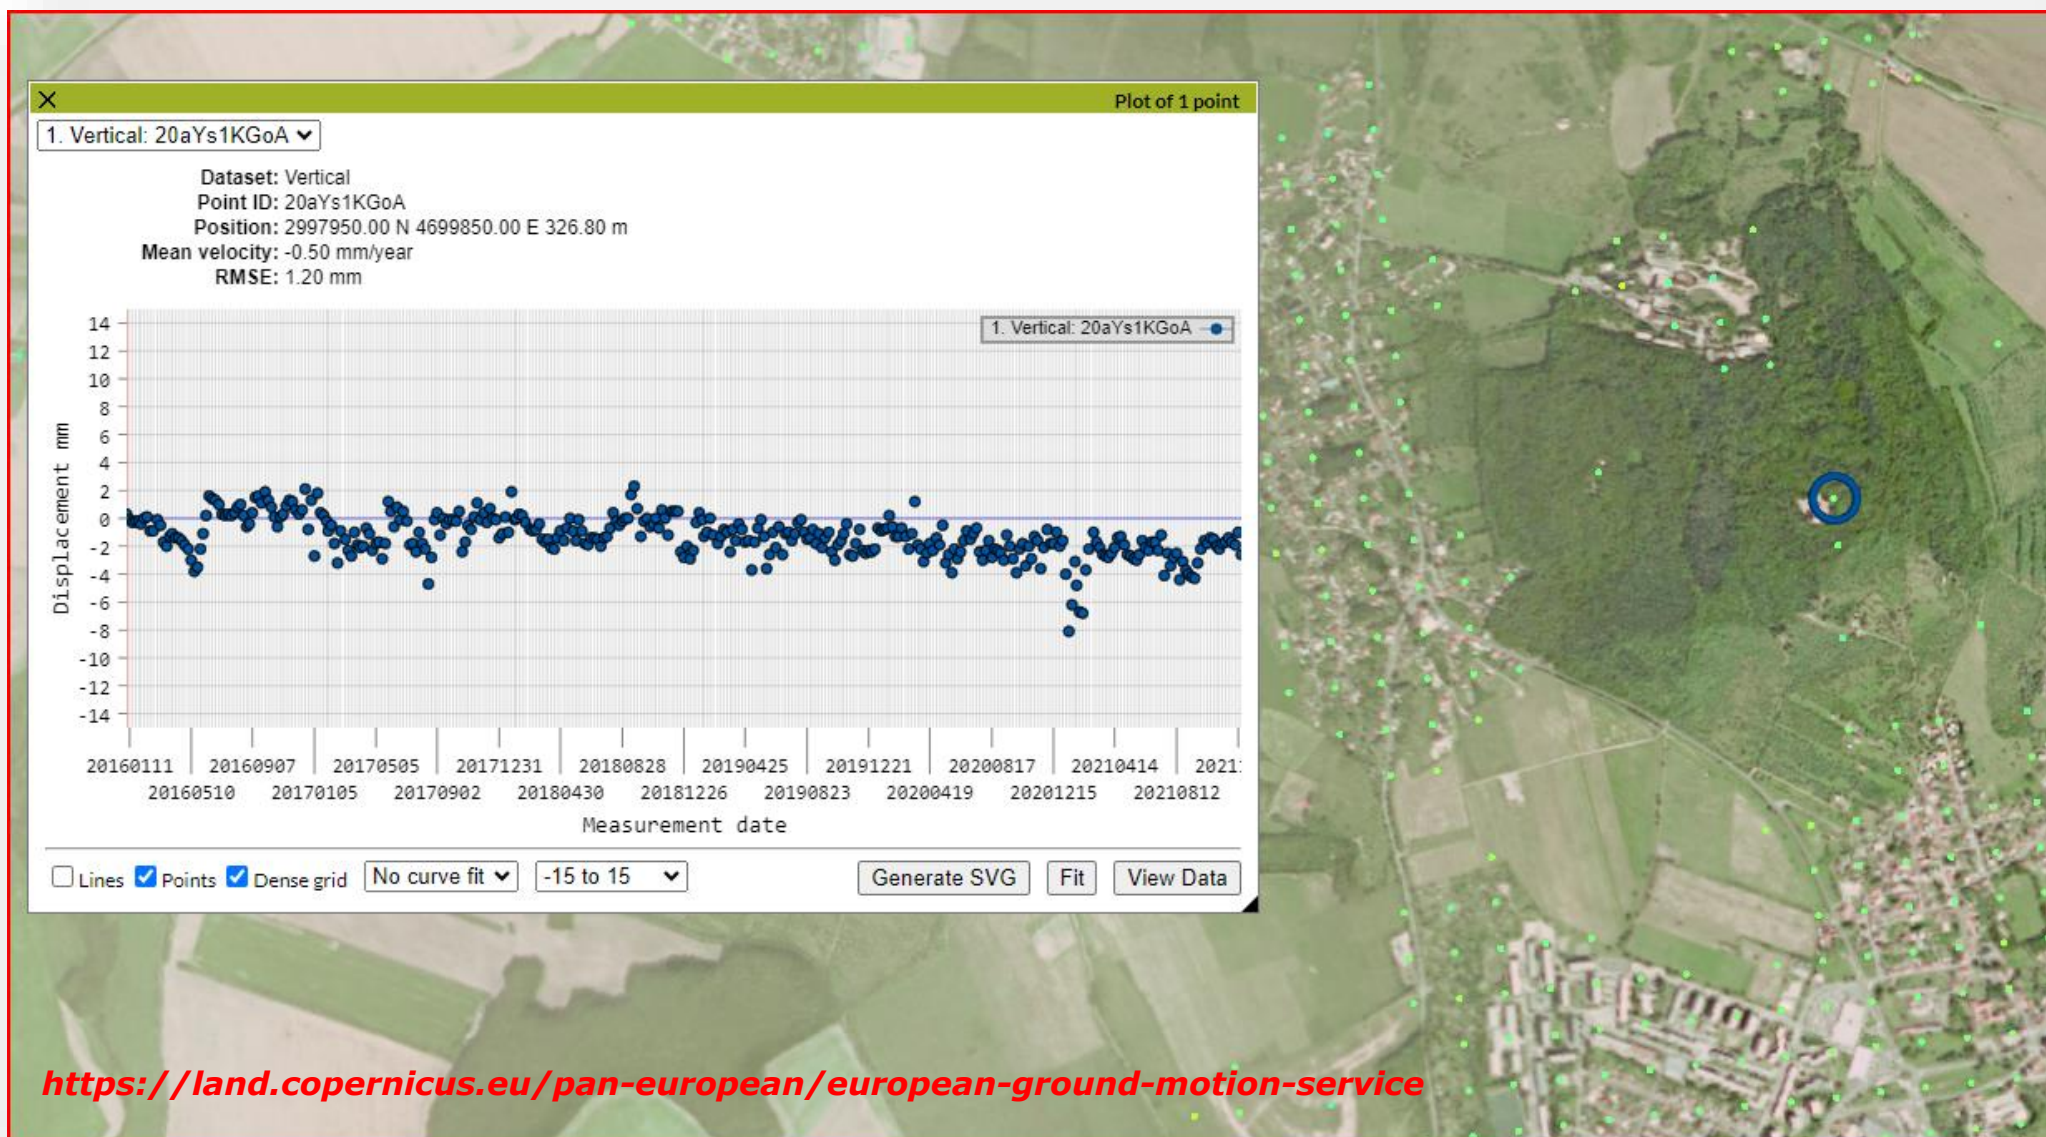 Plot of 1 point
1. Vertical: 20aYs1KGoA
Dataset: Vertical
Point ID: 20aYs1KGoA
Position: 2997950.00 N 4699850.00 E 326.80 m
Mean velocity: -0.50 mm/year
RMSE: 1.20 mm
1. Vertical: 20aYs1KGoA
14
12
10
8
6
4
2
0
-2
-4
-6
-8
-10
-12
-14
Displacement mm
20160111 20160907 20170505 20171231 20180828 20190425 20191221 20200817 20210414 2021
20160510 20170105 20170902 20180430 20181226 20190823 20200419 20201215 20210812
Measurement date
Lines Points Dense grid No curve fit -15 to 15 Generate SVG Fit View Data
https://land.copernicus.eu/pan-european/european-ground-motion-service